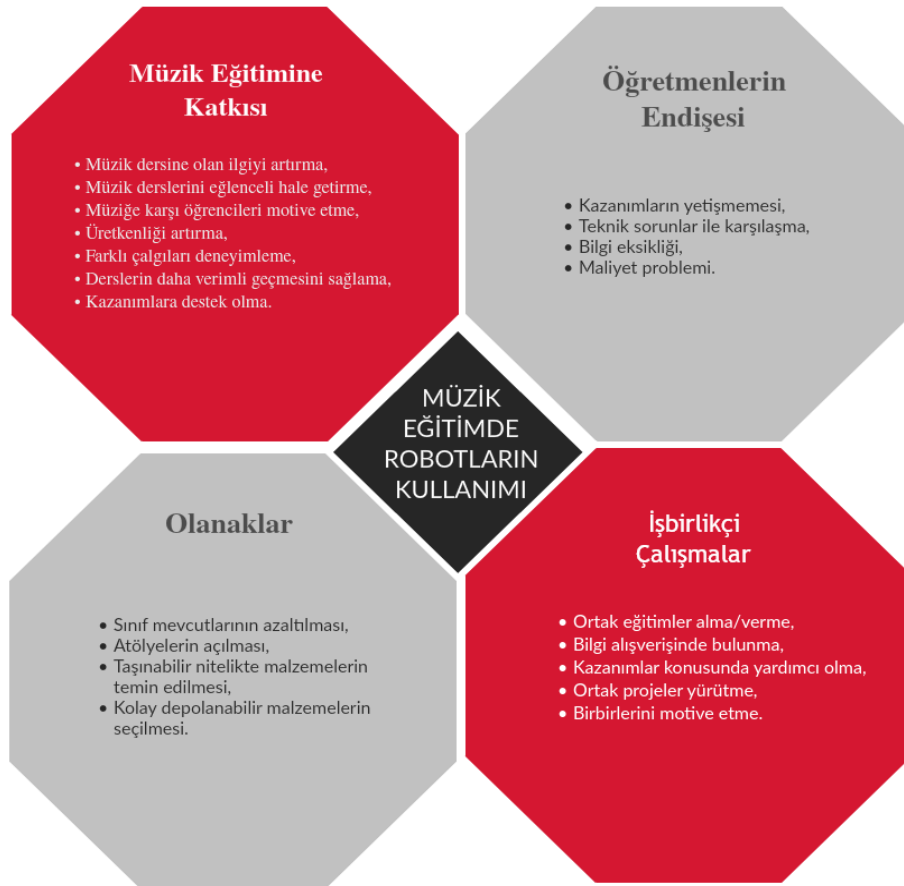 Müzik Eğitimine
Katkısı
• Müzik dersine olan ilgiyi artırma,
• Müzik derslerini eğlenceli hale getirme,
• Müziğe karşı öğrencileri motive etme,
• Üretkenliği artırma,
• Farklı çalgıları deneyimleme,
• Derslerin daha verimli geçmesini sağlama,
• Kazanımlara destek olma.
Öğretmenlerin
Endişesi
• Kazanımların yetişmemesi,
• Teknik sorunlar ile karşılaşma,
• Bilgi eksikliği,
• Maliyet problemi.
MÜZİK
EĞİTİMDE
ROBOTLARIN
KULLANIMI
Olanaklar
• Sınıf mevcutlarının azaltılması,
• Atölyelerin açılması,
• Taşınabilir nitelikte malzemelerin
temin edilmesi,
• Kolay depolanabilir malzemelerin
seçilmesi.
İşbirlikçi
Çalışmalar
• Ortak eğitimler alma/verme,
• Bilgi alışverişinde bulunma,
• Kazanımlar konusunda yardımcı olma,
• Ortak projeler yürütme,
• Birbirlerini motive etme.